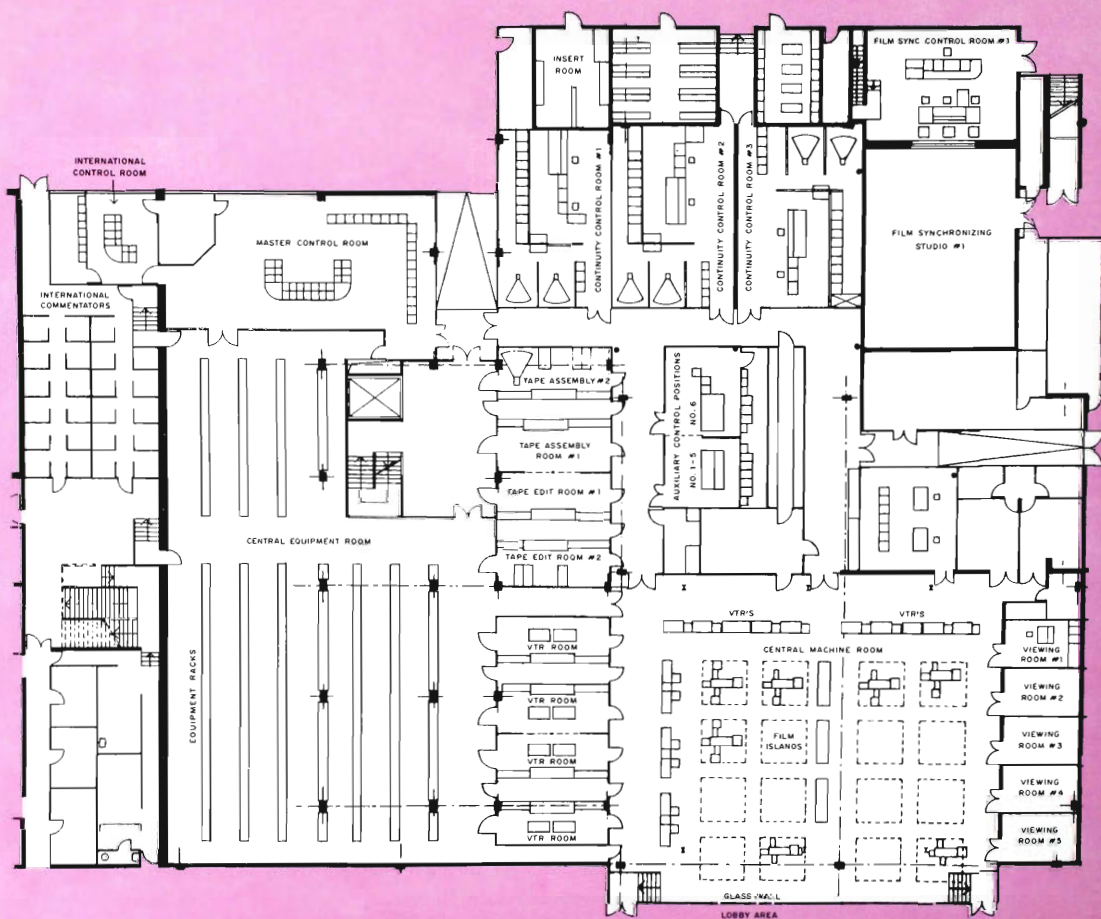 INSERT
ROOM
FILM SYNC CONTROL ROOM #1
INTERNATIONAL
CONTROL ROOM
CONTINUITY CONTROL ROOM #1
CONTINUITY CONTROL ROOM #2
CONTINUITY CONTROL ROOM #3
FILM SYNCHRONIZING
STUDIO #1
MASTER CONTROL ROOM
INTERNATIONAL
COMMENTATORS
TAPE ASSEMBLY #2
TAPE ASSEMBLY
ROOM #1
TAPE EDIT ROOM #1
TAPE EDIT ROOM #2
AUXILIARY CONTROL POSITIONS
NO. 6
NO. 1-5
CENTRAL EQUIPMENT ROOM
EQUIPMENT RACKS
VTR ROOM
VTR ROOM
VTR ROOM
VTR ROOM
VTR'S
VTR'S
CENTRAL MACHINE ROOM
FILM
ISLANDS
VIEWING
ROOM #1
VIEWING
ROOM #2
VIEWING
ROOM #3
VIEWING
ROOM #4
VIEWING
ROOM #5
GLASS WALL
LOBBY AREA